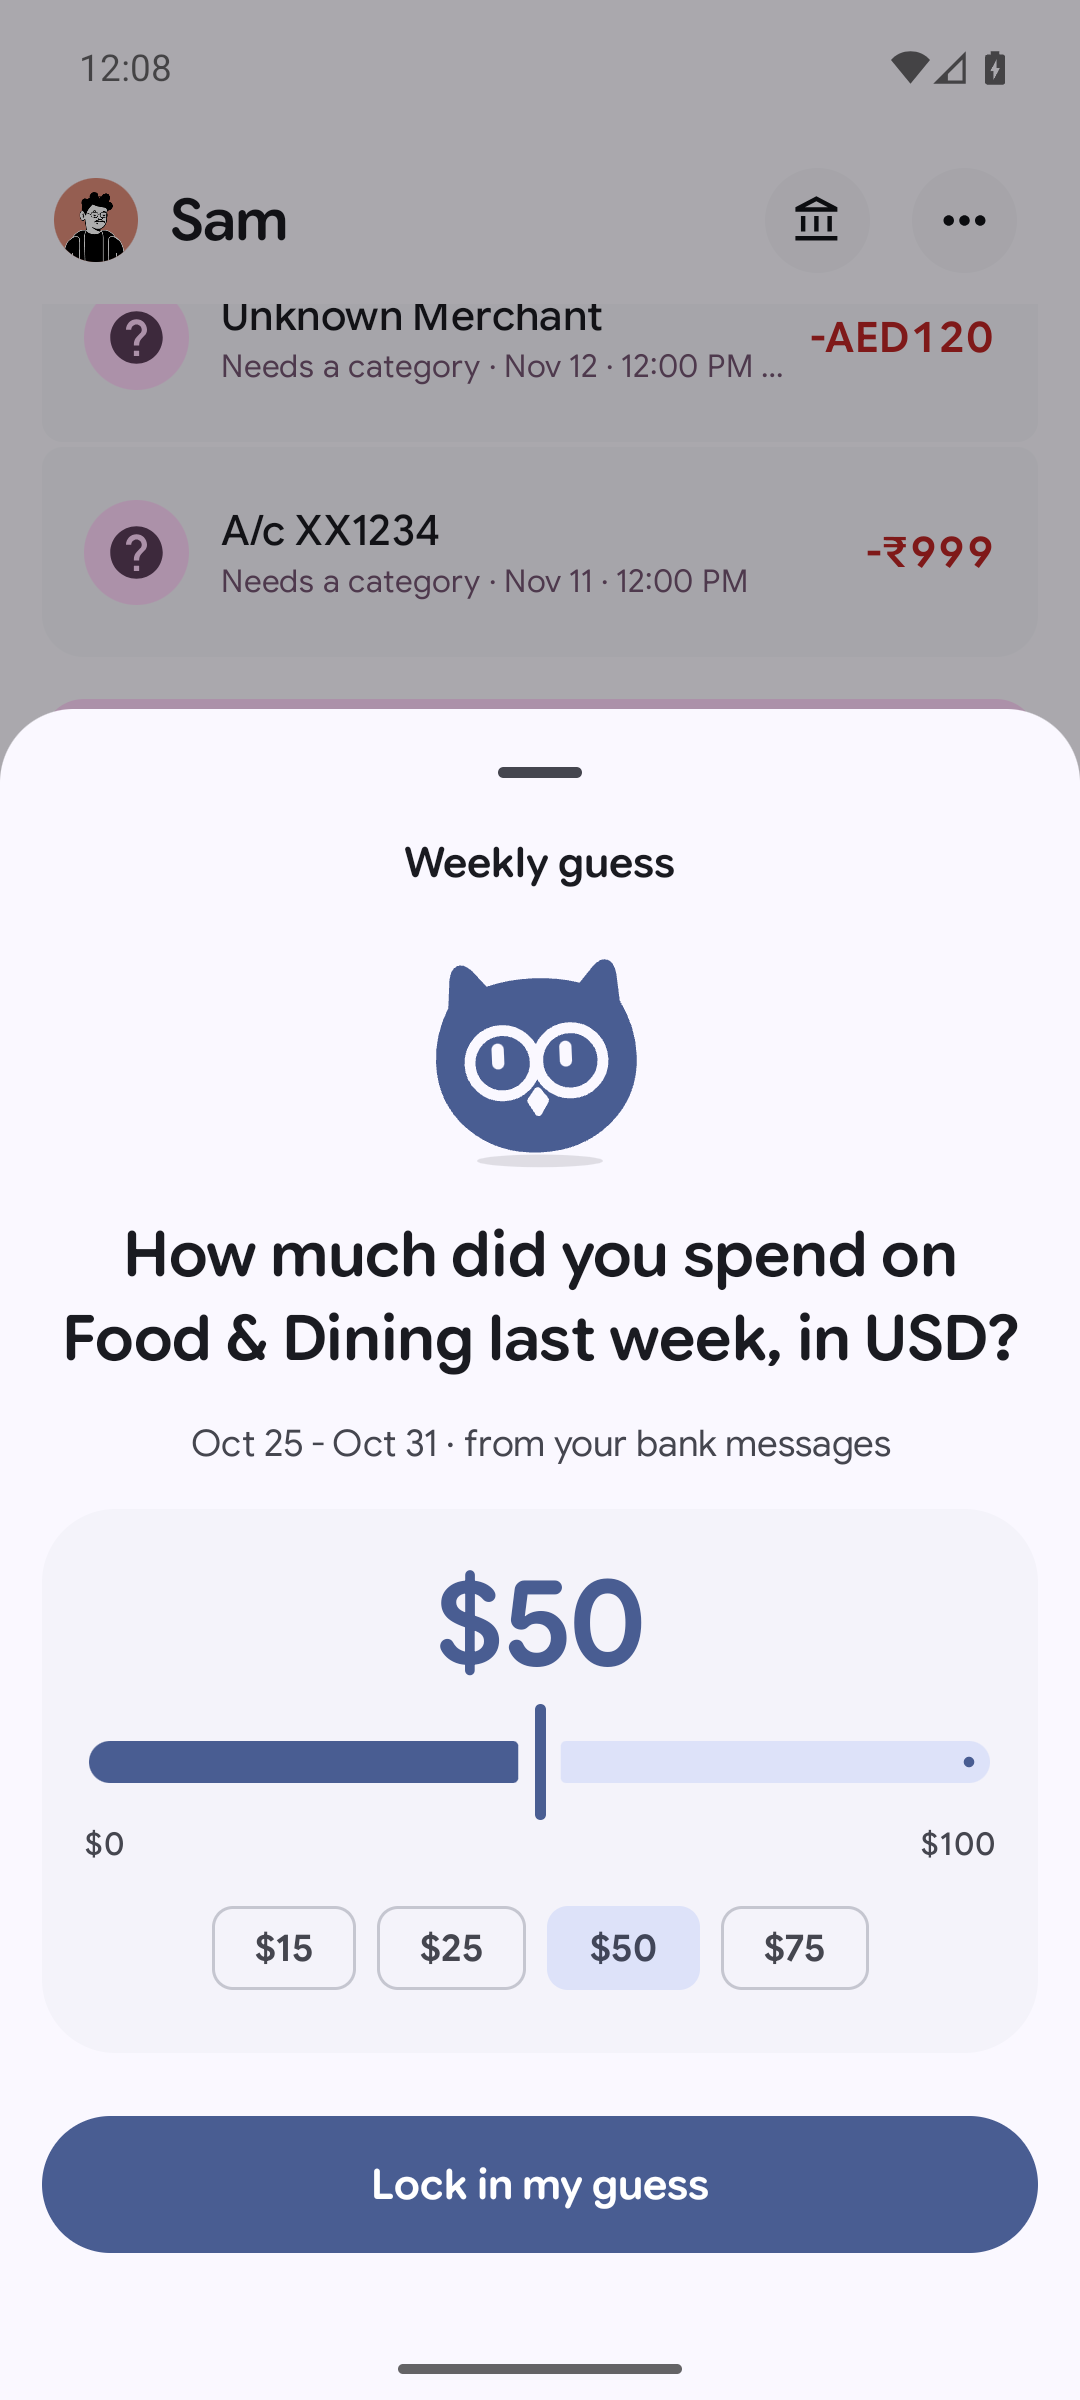 12:08
Sam
Unknown Merchant
Needs a category · Nov 12 · 12:00 PM ...
-AED120
A/c XX1234
Needs a category · Nov 11 · 12:00 PM
-₹999
Weekly guess
How much did you spend on
Food & Dining last week, in USD?
Oct 25 - Oct 31 · from your bank messages
$50
$0
$100
$15
$25
$50
$75
Lock in my guess